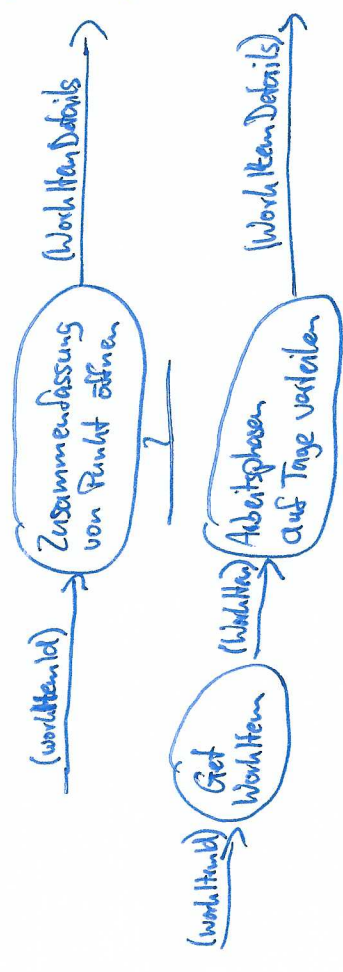 (WorkItemId)
Zusammenfassung
von Punkt öffnen
(WorkItemDetails)
(WorkItemId)
Get
WorkItem
(WorkItem)
Arbeitsphasen
auf Tage verteilen
(WorkItemDetails)